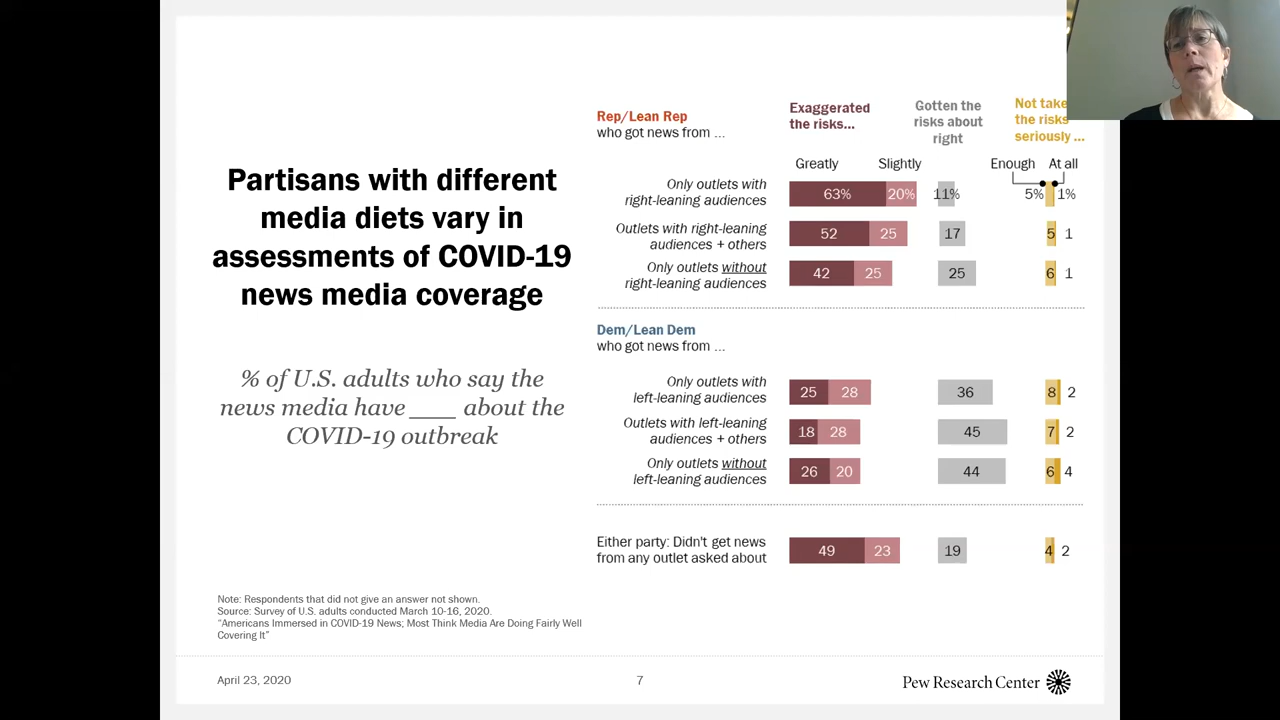 Partisans with different
media diets vary in
assessments of COVID-19
news media coverage
% of U.S. adults who say the
news media have ___ about the
COVID-19 outbreak
Rep/Lean Rep
who got news from ...
Exaggerated
the risks...
Gotten the
risks about
right
Not take
the risks
seriously ...
Greatly Slightly Enough At all
Only outlets with
right-leaning audiences
63% 20% 11% 5% 1%
Outlets with right-leaning
audiences + others
52 25 17 5 1
Only outlets without
right-leaning audiences
42 25 25 6 1
Dem/Lean Dem
who got news from ...
Only outlets with
left-leaning audiences
25 28 36 8 2
Outlets with left-leaning
audiences + others
18 28 45 7 2
Only outlets without
left-leaning audiences
26 20 44 6 4
Either party: Didn't get news
from any outlet asked about
49 23 19 4 2
Note: Respondents that did not give an answer not shown.
Source: Survey of U.S. adults conducted March 10-16, 2020.
"Americans Immersed in COVID-19 News; Most Think Media Are Doing Fairly Well
Covering It"
April 23, 2020
7
Pew Research Center